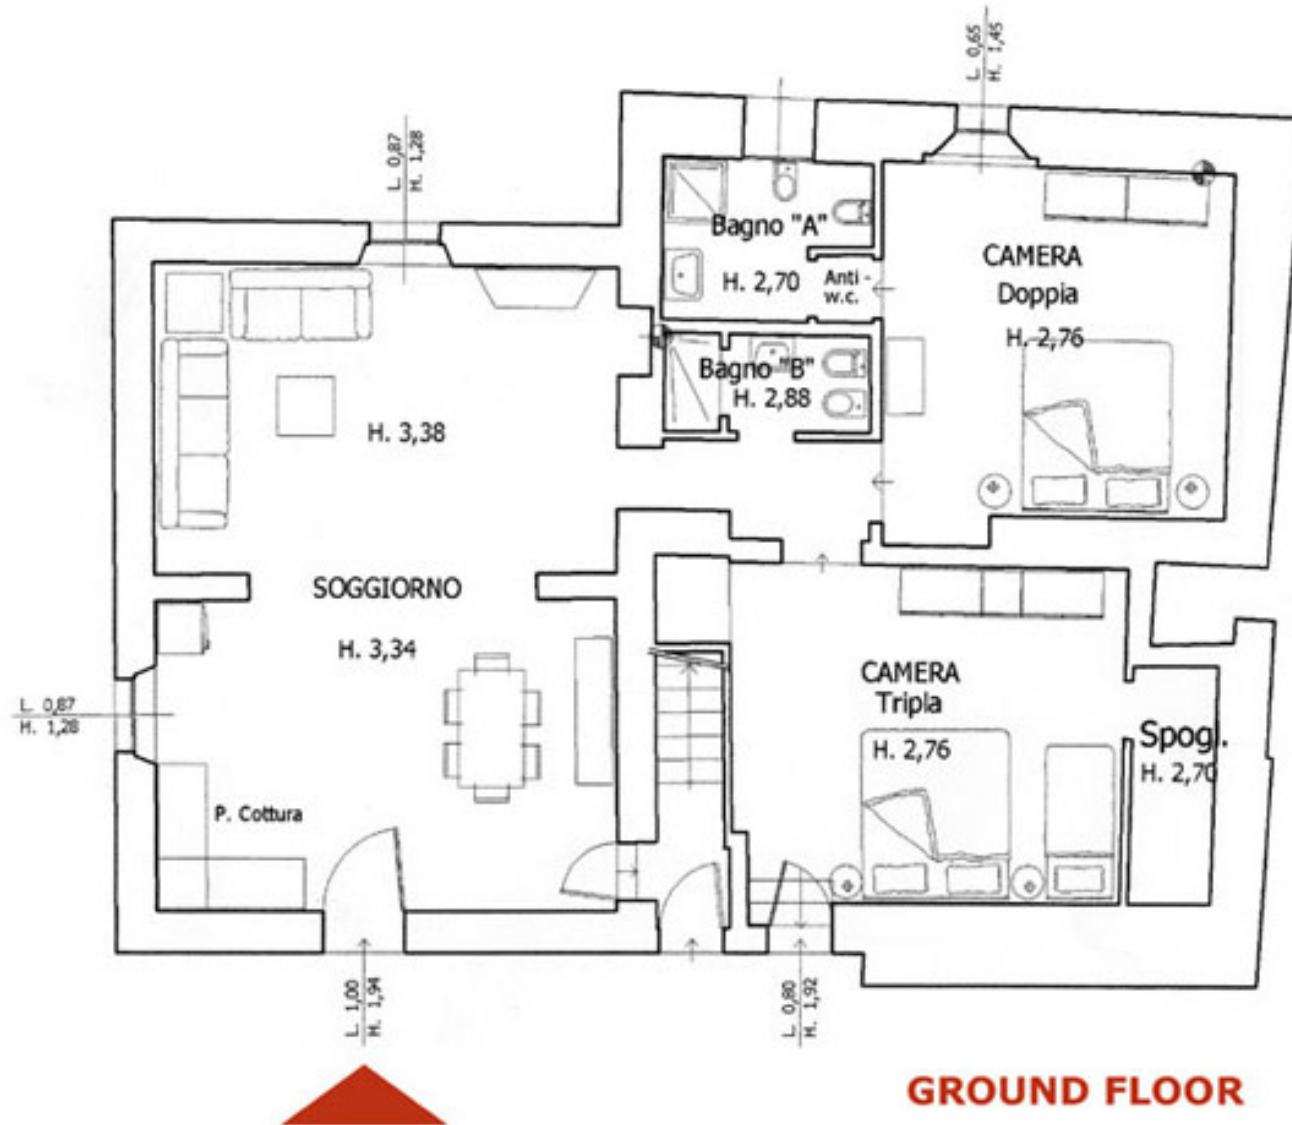 L. 0,65
H. 1,45
L. 0,87
H. 1,28
Bagno "A"
H. 2,70
Anti -
w.c.
CAMERA
Doppia
H. 2,76
Bagno "B"
H. 2,88
H. 3,38
SOGGIORNO
H. 3,34
CAMERA
Tripla
H. 2,76
Spogl.
H. 2,70
L. 0,87
H. 1,28
P. Cottura
L. 1,00
H. 1,94
L. 0,80
H. 1,92
GROUND FLOOR